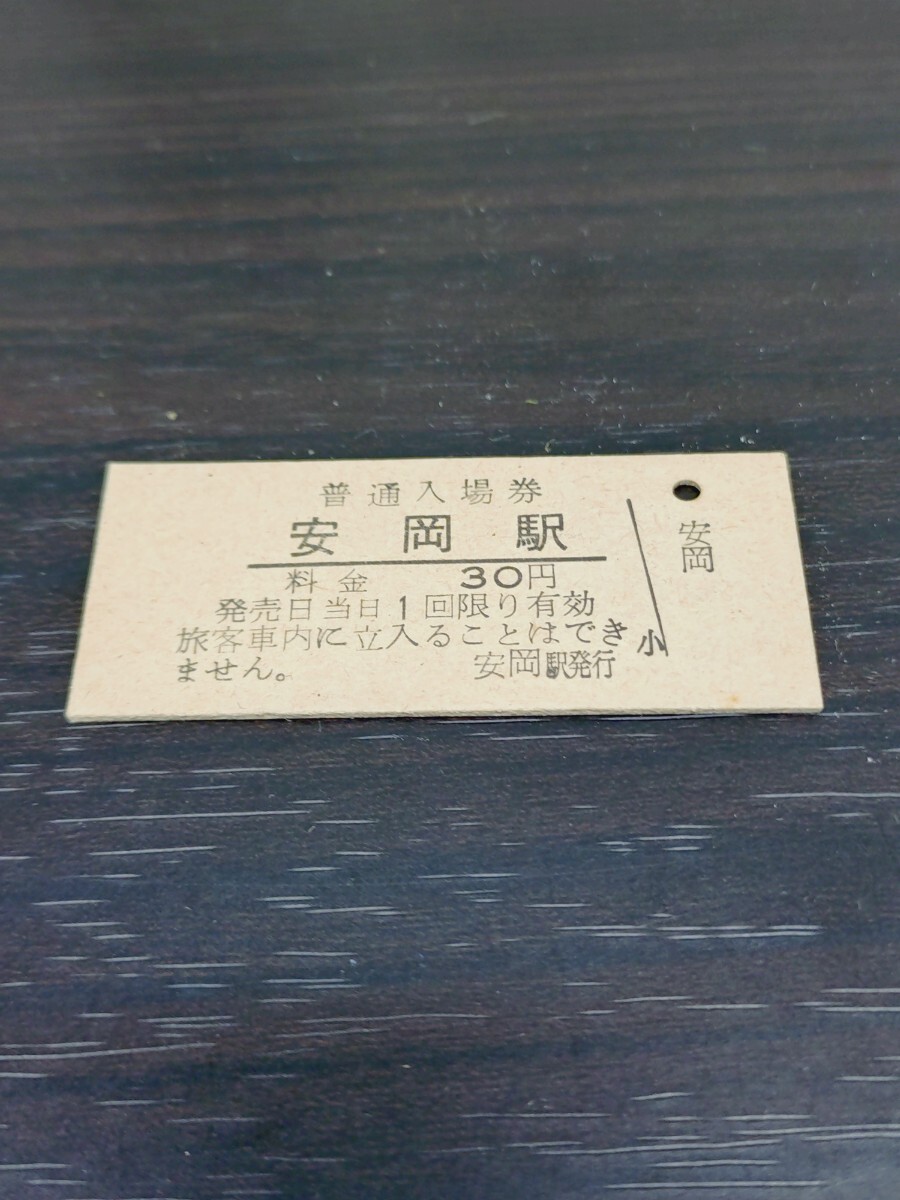 普通入場券
安岡駅
料金 30円
発売日当日1回限り有効
旅客車内に立入ることはでき
ません。 安岡駅発行
小
安岡